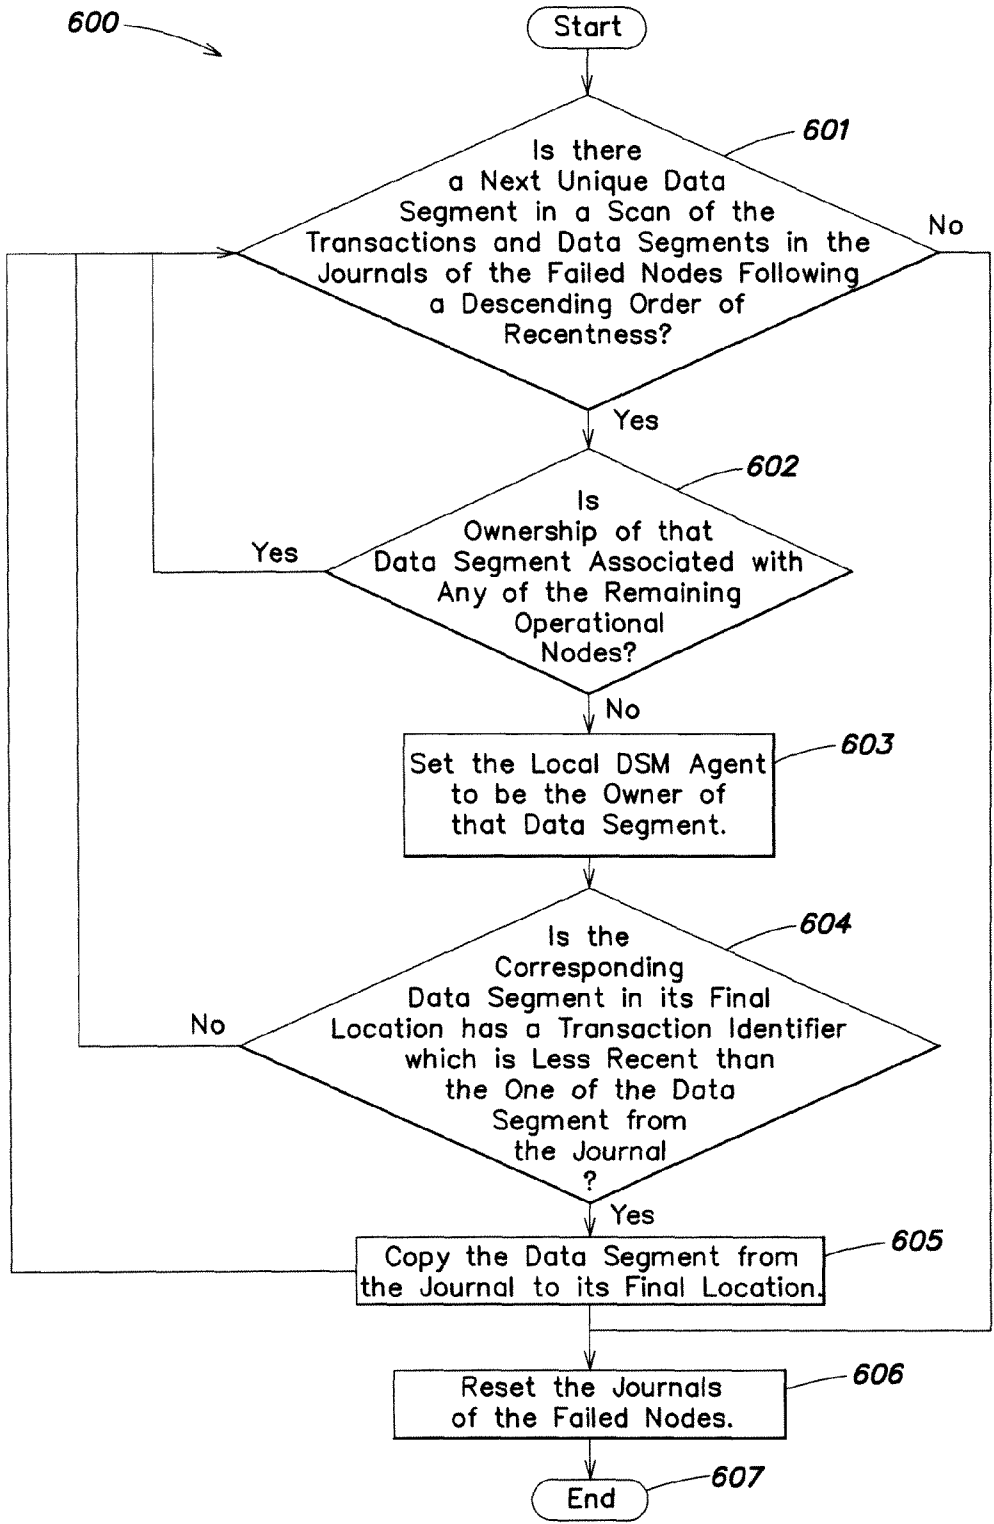 600
Start
601
Is there
a Next Unique Data
Segment in a Scan of the
Transactions and Data Segments in the
Journals of the Failed Nodes Following
a Descending Order of
Recentness?
No
Yes
602
Is
Ownership of that
Data Segment Associated with
Any of the Remaining
Operational
Nodes?
Yes
No
603
Set the Local DSM Agent
to be the Owner of
that Data Segment.
604
Is the
Corresponding
Data Segment in its Final
Location has a Transaction Identifier
which is Less Recent than
the One of the Data
Segment from
the Journal
?
No
Yes
605
Copy the Data Segment from
the Journal to its Final Location.
606
Reset the Journals
of the Failed Nodes.
607
End